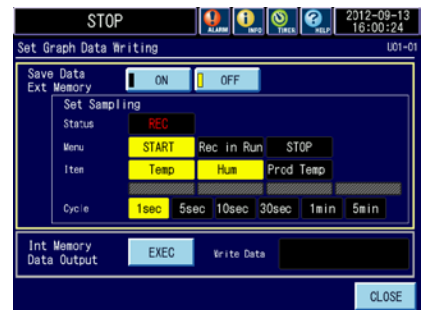 STOP
ALARM INFO TIMER HELP
2012-09-13
16:00:24
Set Graph Data Writing U01-01
Save Data
Ext Memory
ON OFF
Set Sampling
Status REC
Menu START Rec in Run STOP
Item Temp Hum Prod Temp
Cycle 1sec 5sec 10sec 30sec 1min 5min
Int Memory
Data Output
EXEC Write Data
CLOSE